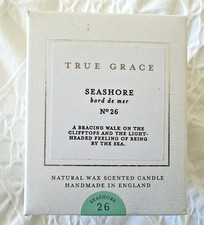 TRUE GRACE
SEASHORE
bord de mer
Nº 26
A BRACING WALK ON THE
CLIFFTOPS AND THE LIGHT-
HEADED FEELING OF BEING
BY THE SEA.
NATURAL WAX SCENTED CANDLE
HANDMADE IN ENGLAND
SEASHORE
26